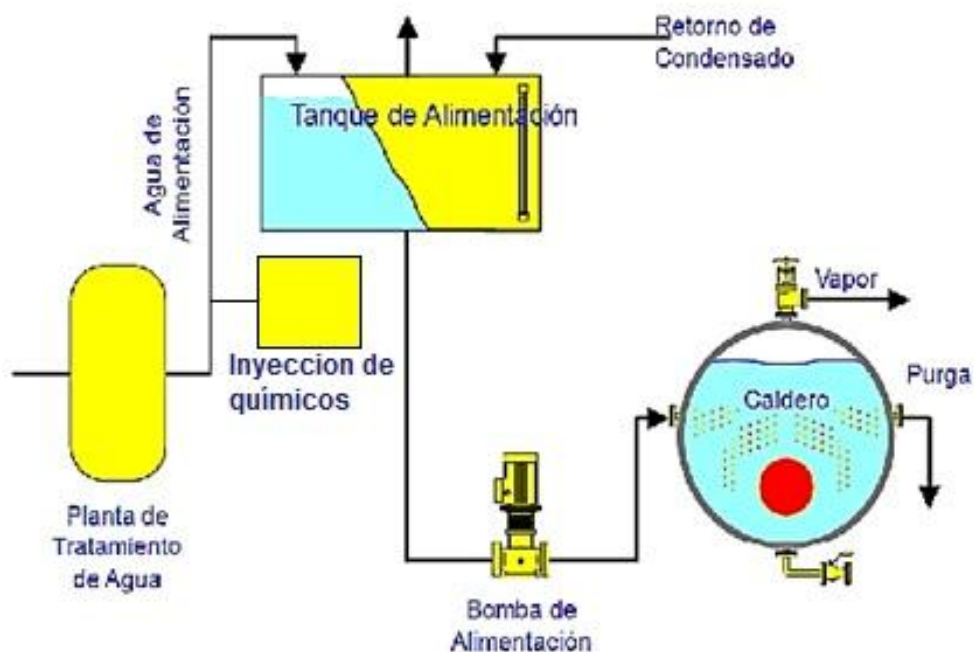 Retorno de
Condensado
Tanque de Alimentación
Agua de
Alimentación
Inyeccion de
químicos
Planta de
Tratamiento
de Agua
Bomba de
Alimentación
Vapor
Caldero
Purga